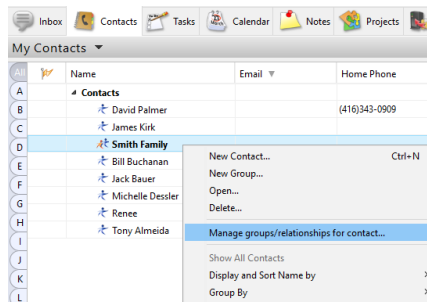 Inbox Contacts Tasks Calendar Notes Projects
My Contacts ▼
All Name Email ▼ Home Phone
A Contacts
B David Palmer (416)343-0909
C James Kirk
D Smith Family
E Bill Buchanan
F Jack Bauer
G Michelle Dessler
H Renee
I Tony Almeida
J
K
L
New Contact... Ctrl+N
New Group...
Open...
Delete...
Manage groups/relationships for contact...
Show All Contacts
Display and Sort Name by
Group By